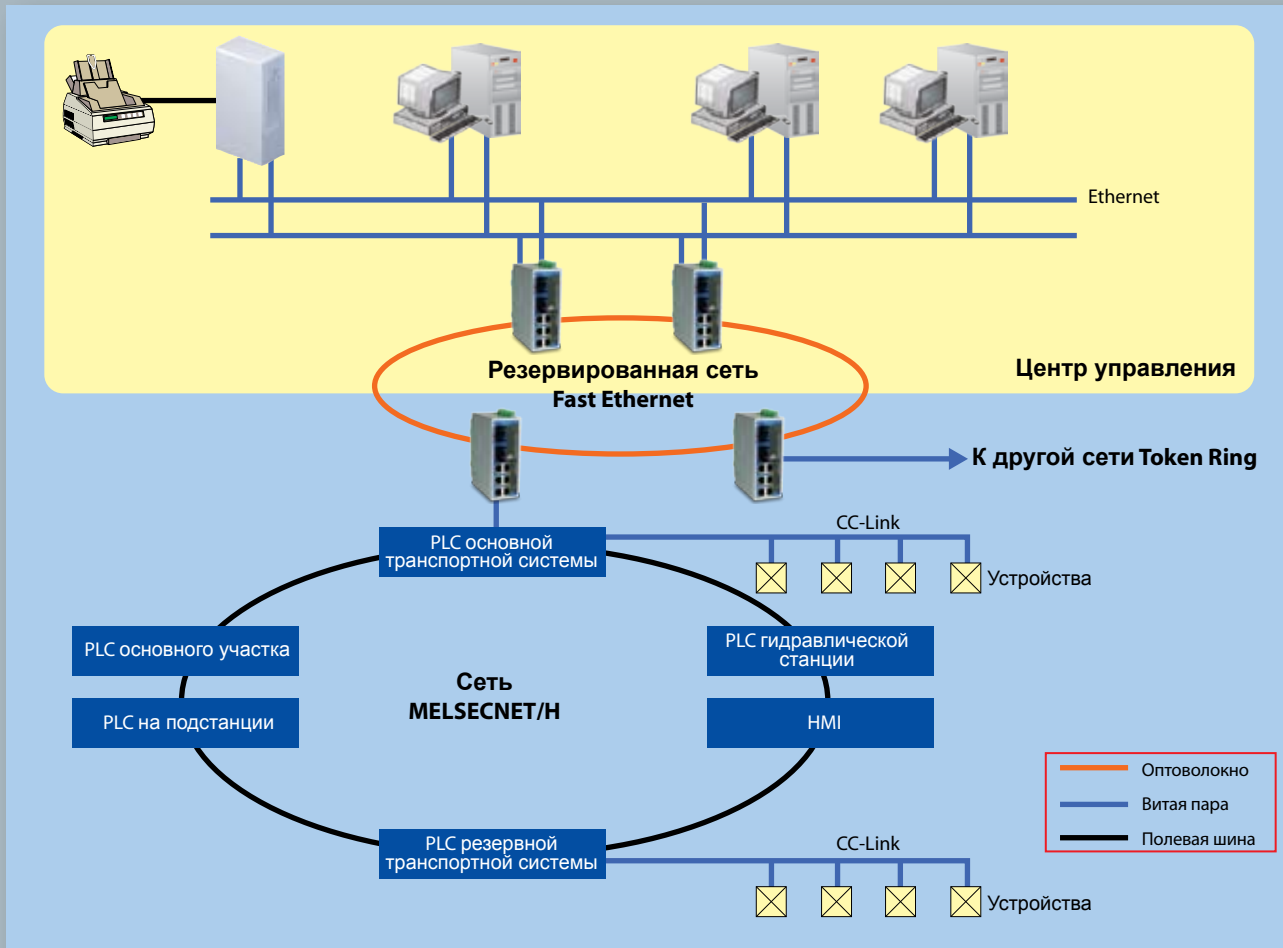 Ethernet
Резервированная сеть
Fast Ethernet
Центр управления
К другой сети Token Ring
CC-Link
PLC основной
транспортной системы
Устройства
PLC основного участка
PLC гидравлической
станции
Сеть
MELSECNET/H
PLC на подстанции
HMI
Оптоволокно
Витая пара
Полевая шина
PLC резервной
транспортной системы
CC-Link
Устройства